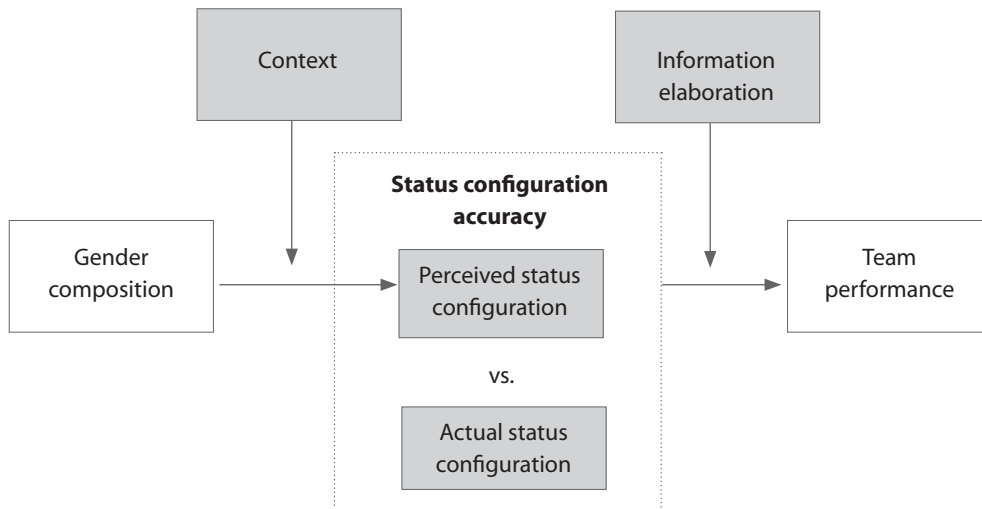 Context
Information
elaboration
Status configuration
accuracy
Gender
composition
Perceived status
configuration
Team
performance
vs.
Actual status
configuration